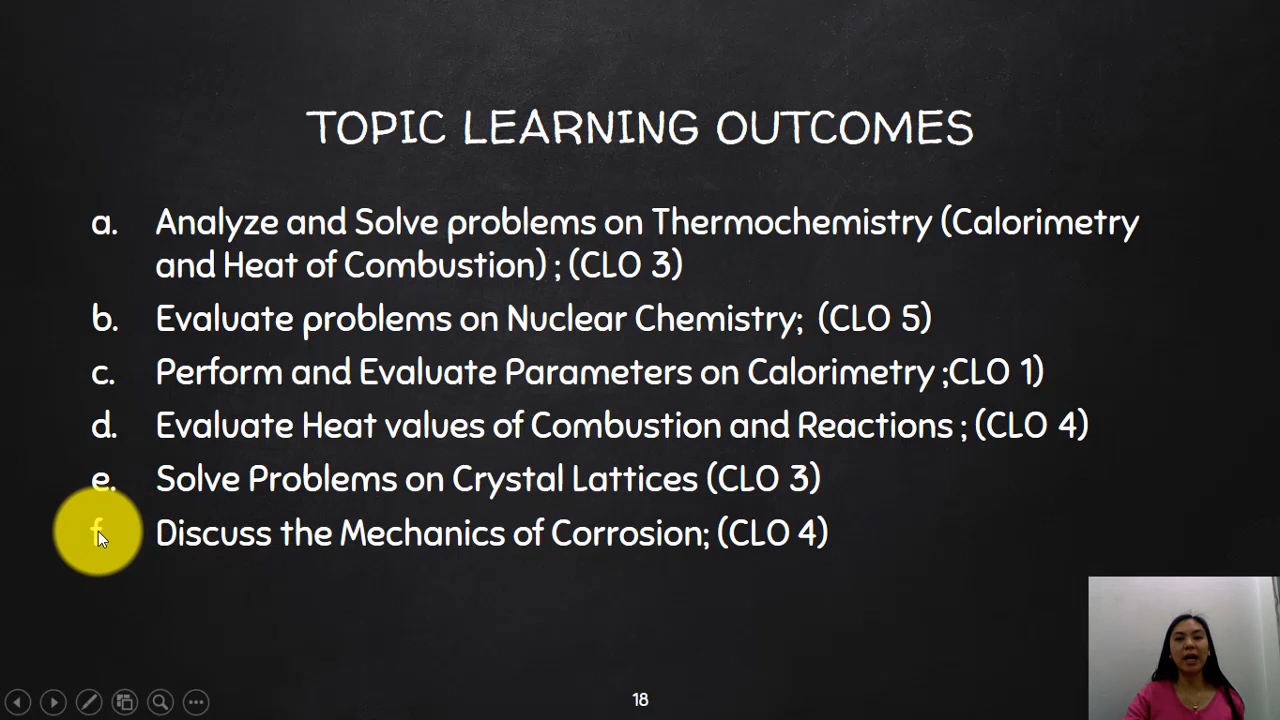 TOPIC LEARNING OUTCOMES
a. Analyze and Solve problems on Thermochemistry (Calorimetry
and Heat of Combustion) ; (CLO 3)
b. Evaluate problems on Nuclear Chemistry; (CLO 5)
c. Perform and Evaluate Parameters on Calorimetry ;CLO 1)
d. Evaluate Heat values of Combustion and Reactions ; (CLO 4)
e. Solve Problems on Crystal Lattices (CLO 3)
f. Discuss the Mechanics of Corrosion; (CLO 4)
18